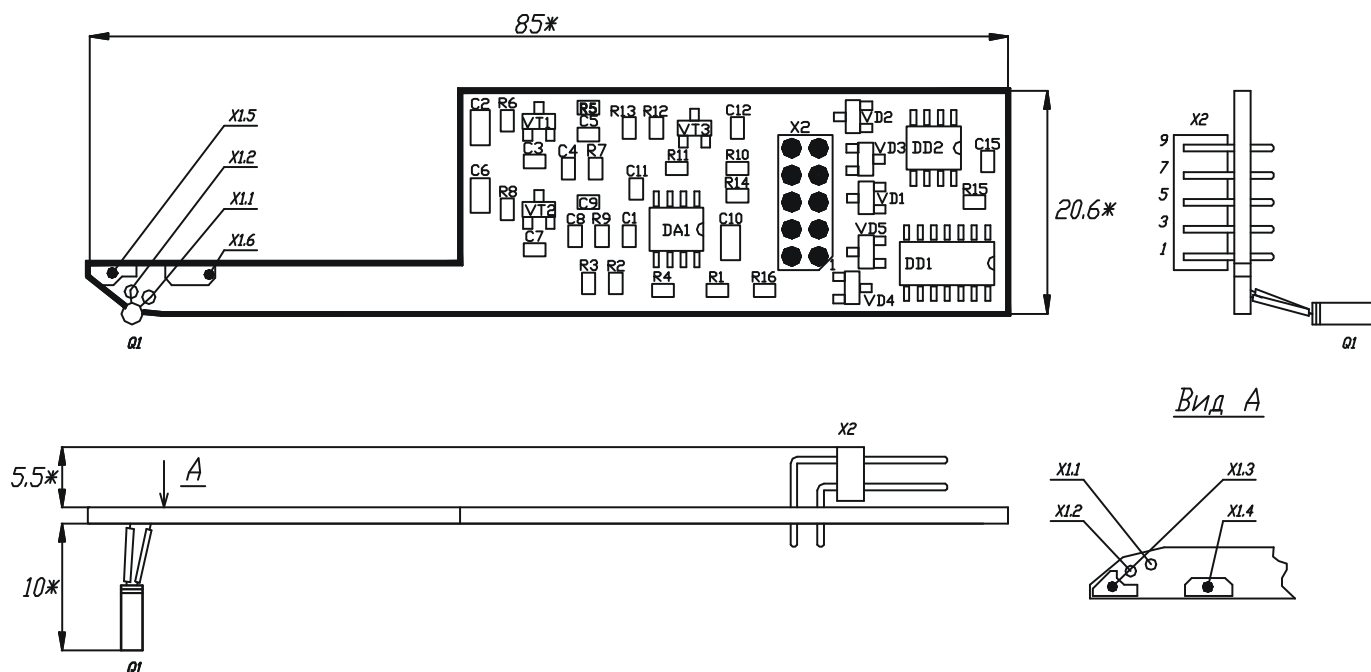 85*
X1.5
X1.2
X1.1
X1.6
Q1
C2 R6 VT1 R5 C5 R13 R12 VT3 C12 X2 VD2 DD2 C15
C3 C4 R7 R11 R10 VD3
C6 R8 VT2 C9 C11 R14 VD1 R15
C7 C8 R9 C1 DA1 C10 VD5 DD1
R3 R2 R4 R1 R16 1 VD4
20,6*
X2
9
7
5
3
1
Q1
Вид А
5,5*
А
X2
10*
Q1
X1.1
X1.3
X1.2
X1.4